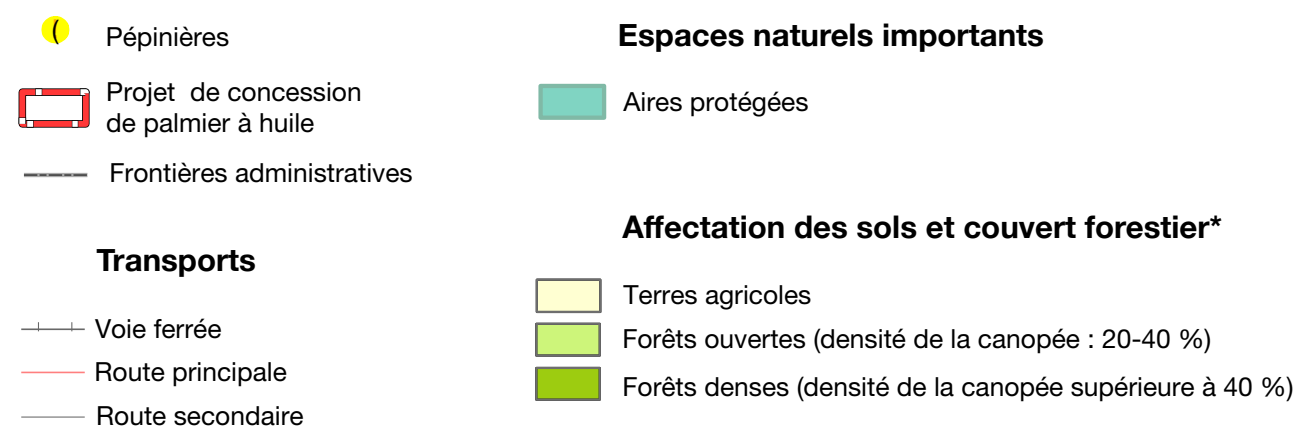 Pépinières
Projet de concession
de palmier à huile
Frontières administratives
Transports
Voie ferrée
Route principale
Route secondaire
Espaces naturels importants
Aires protégées
Affectation des sols et couvert forestier*
Terres agricoles
Forêts ouvertes (densité de la canopée : 20-40 %)
Forêts denses (densité de la canopée supérieure à 40 %)